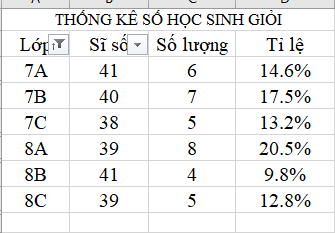 THỐNG KÊ SỐ HỌC SINH GIỎI
Lớp Sĩ số Số lượng Tỉ lệ
7A 41 6 14.6%
7B 40 7 17.5%
7C 38 5 13.2%
8A 39 8 20.5%
8B 41 4 9.8%
8C 39 5 12.8%